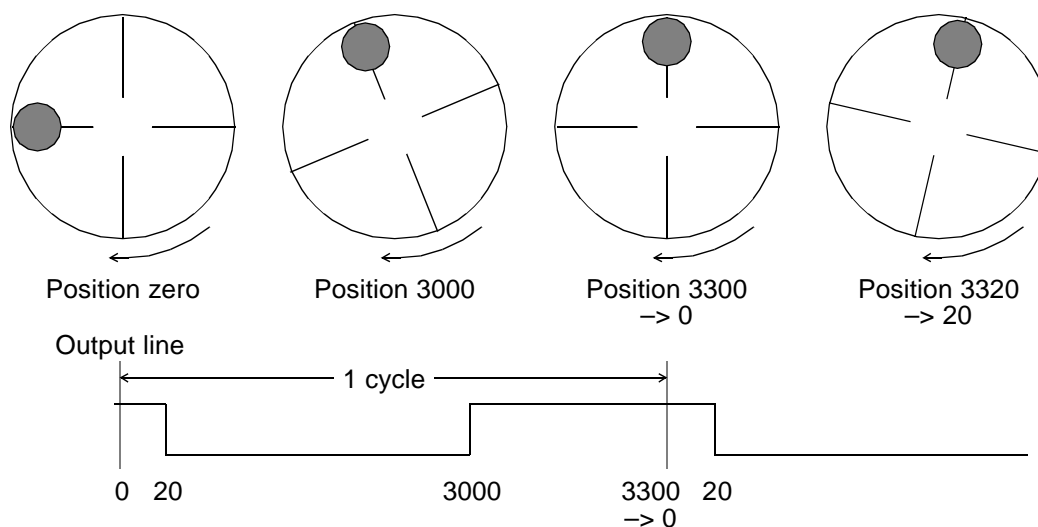 Position zero
Position 3000
Position 3300
–> 0
Position 3320
–> 20
Output line
1 cycle
0 20 3000 3300 20
–> 0